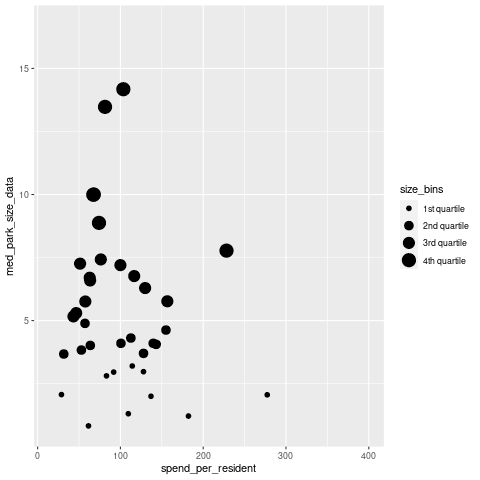 15
10
5
med_park_size_data
0 100 200 300 400
spend_per_resident
size_bins
1st quartile
2nd quartile
3rd quartile
4th quartile